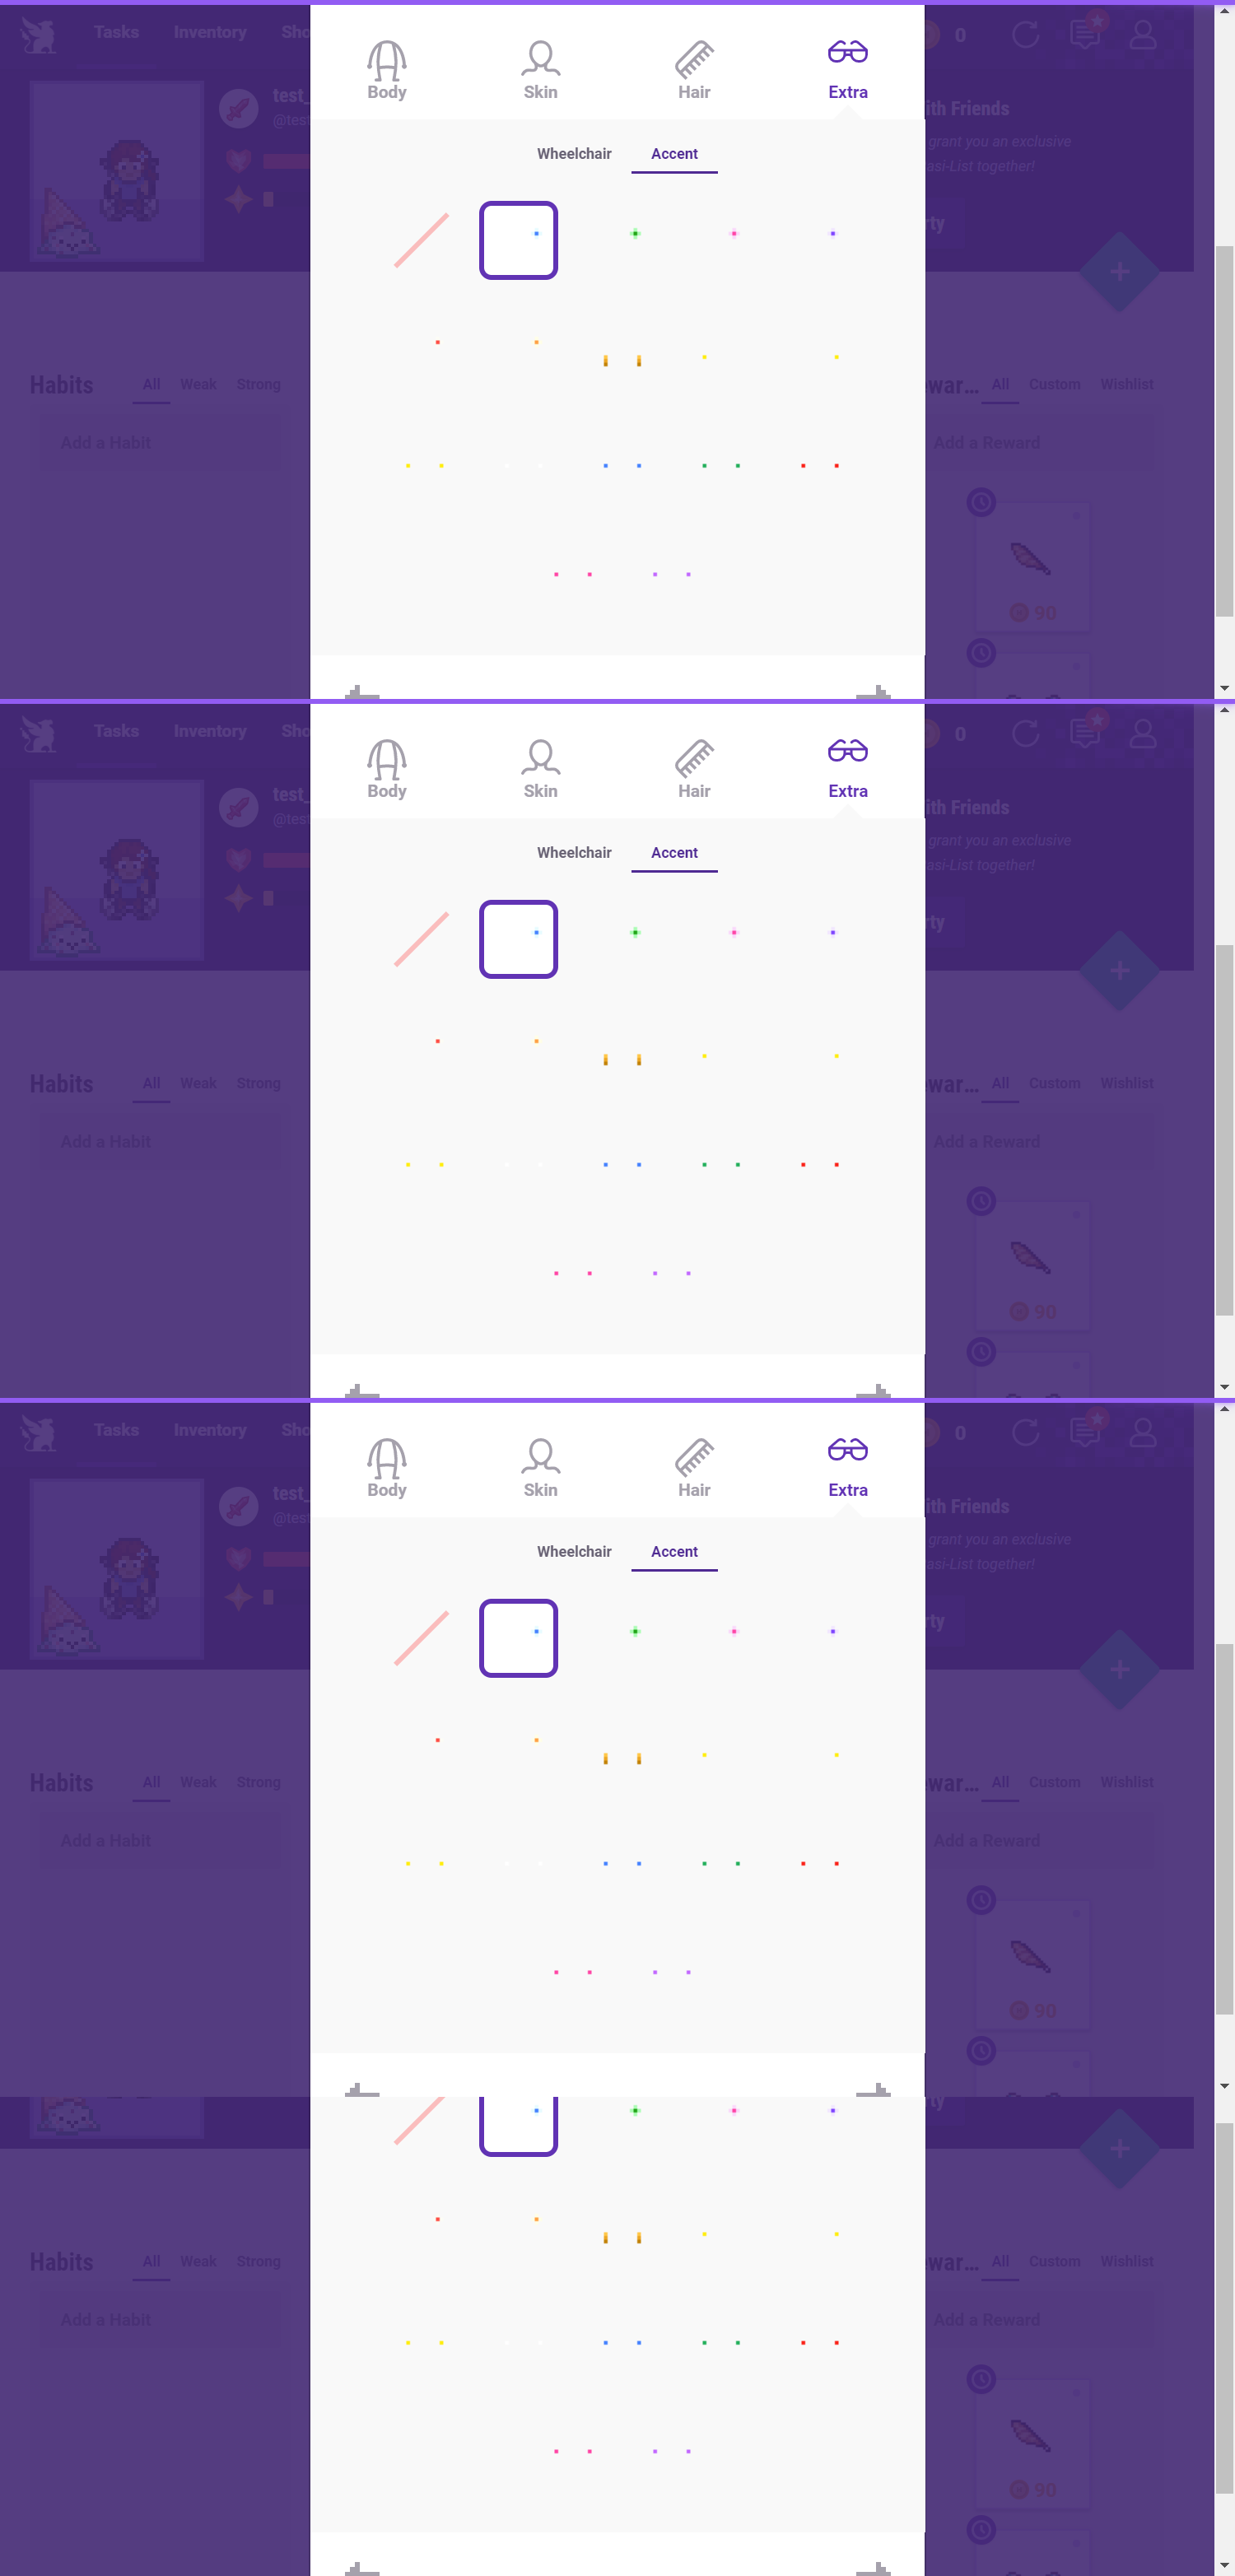 Tasks Inventory Sho
0
Body Skin Hair Extra
test_
@test
ith Friends
grant you an exclusive
asi-List together!
Wheelchair Accent
rty
Habits All Weak Strong
ewar... All Custom Wishlist
Add a Habit
Add a Reward
90
Tasks Inventory Sho
0
Body Skin Hair Extra
test_
@test
ith Friends
grant you an exclusive
asi-List together!
Wheelchair Accent
rty
Habits All Weak Strong
ewar... All Custom Wishlist
Add a Habit
Add a Reward
90
Tasks Inventory Sho
0
Body Skin Hair Extra
test_
@test
ith Friends
grant you an exclusive
asi-List together!
Wheelchair Accent
rty
Habits All Weak Strong
ewar... All Custom Wishlist
Add a Habit
Add a Reward
90
rty
Habits All Weak Strong
ewar... All Custom Wishlist
Add a Habit
Add a Reward
90